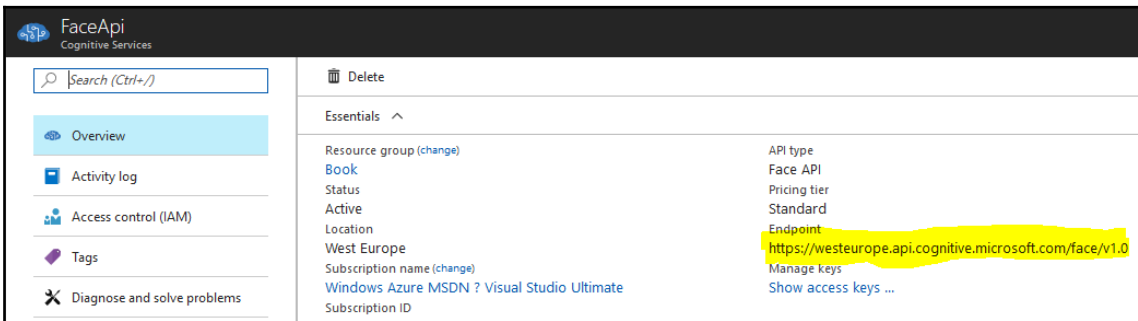 FaceApi
Cognitive Services
Search (Ctrl+/)
Overview
Activity log
Access control (IAM)
Tags
Diagnose and solve problems
Delete
Essentials
Resource group (change)
Book
Status
Active
Location
West Europe
Subscription name (change)
Windows Azure MSDN ? Visual Studio Ultimate
Subscription ID
API type
Face API
Pricing tier
Standard
Endpoint
https://westeurope.api.cognitive.microsoft.com/face/v1.0
Manage keys
Show access keys ...